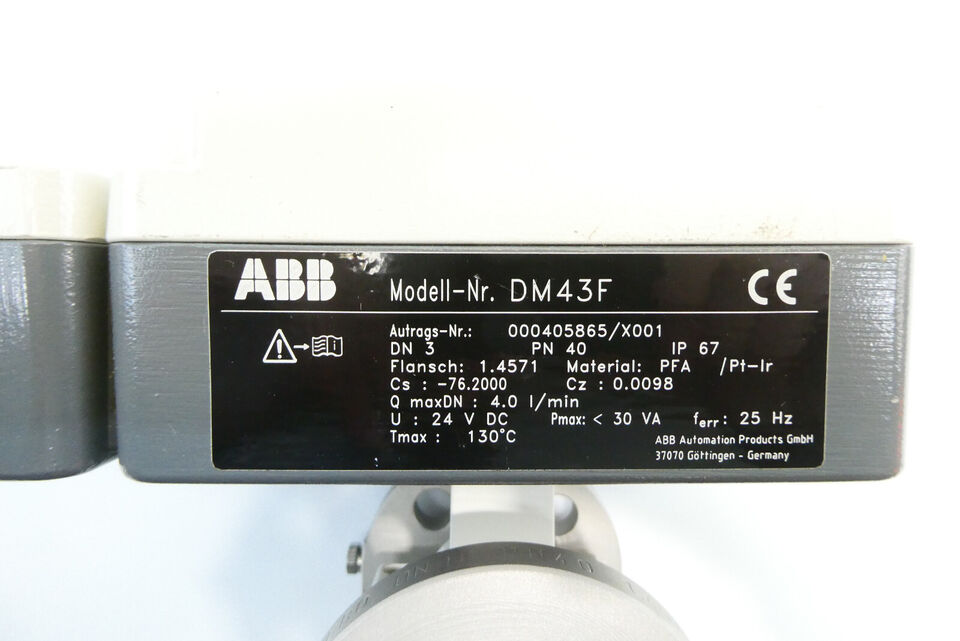 ABB Modell-Nr. DM43F CE
Autrags-Nr.: 000405865/X001
DN 3 PN 40 IP 67
Flansch: 1.4571 Material: PFA /Pt-Ir
Cs : -76.2000 Cz : 0.0098
Q maxDN : 4.0 l/min
U : 24 V DC Pmax: < 30 VA ferr: 25 Hz
Tmax : 130°C
ABB Automation Products GmbH
37070 Göttingen - Germany